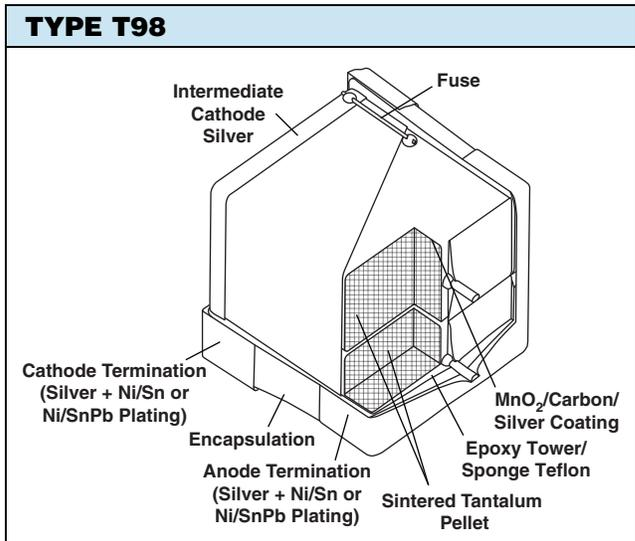 TYPE T98
Intermediate
Cathode
Silver
Fuse
Cathode Termination
(Silver + Ni/Sn or
Ni/SnPb Plating)
Encapsulation
Anode Termination
(Silver + Ni/Sn or
Ni/SnPb Plating)
MnO₂/Carbon/
Silver Coating
Epoxy Tower/
Sponge Teflon
Sintered Tantalum
Pellet